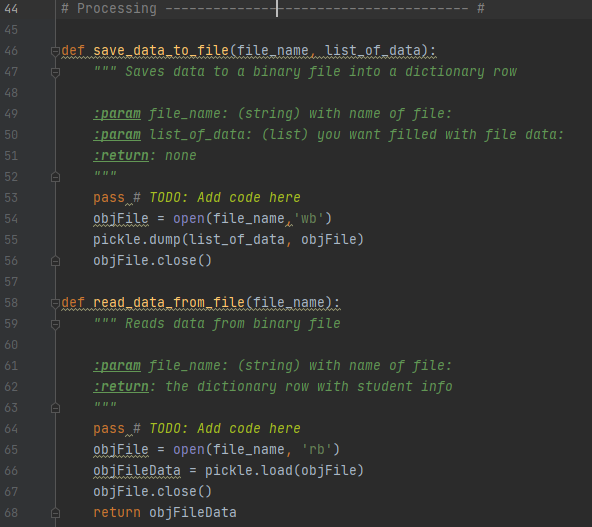 44 # Processing --------------------------------------- #
45
46 def save_data_to_file(file_name, list_of_data):
47 """ Saves data to a binary file into a dictionary row
48
49 :param file_name: (string) with name of file:
50 :param list_of_data: (list) you want filled with file data:
51 :return: none
52 """
53 pass # TODO: Add code here
54 objFile = open(file_name,'wb')
55 pickle.dump(list_of_data, objFile)
56 objFile.close()
57
58 def read_data_from_file(file_name):
59 """ Reads data from binary file
60
61 :param file_name: (string) with name of file:
62 :return: the dictionary row with student info
63 """
64 pass # TODO: Add code here
65 objFile = open(file_name, 'rb')
66 objFileData = pickle.load(objFile)
67 objFile.close()
68 return objFileData